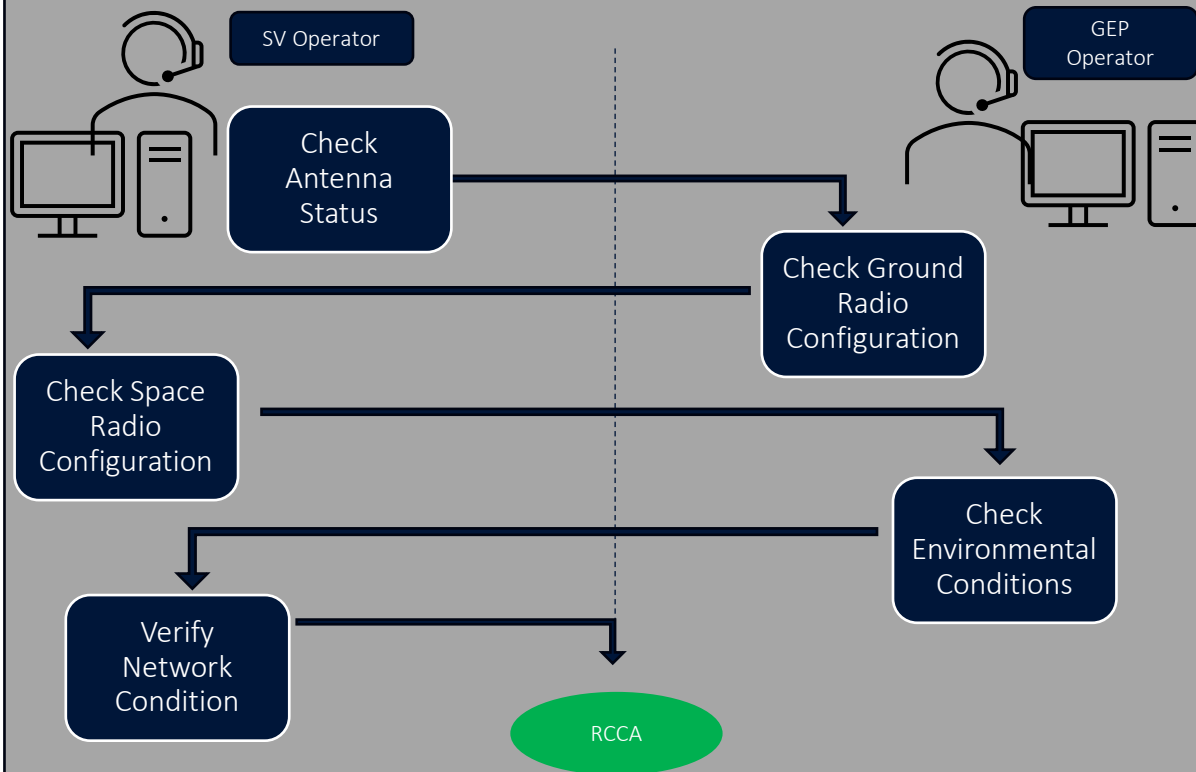 SV Operator
GEP
Operator
Check
Antenna
Status
Check Ground
Radio
Configuration
Check Space
Radio
Configuration
Check
Environmental
Conditions
Verify
Network
Condition
RCCA